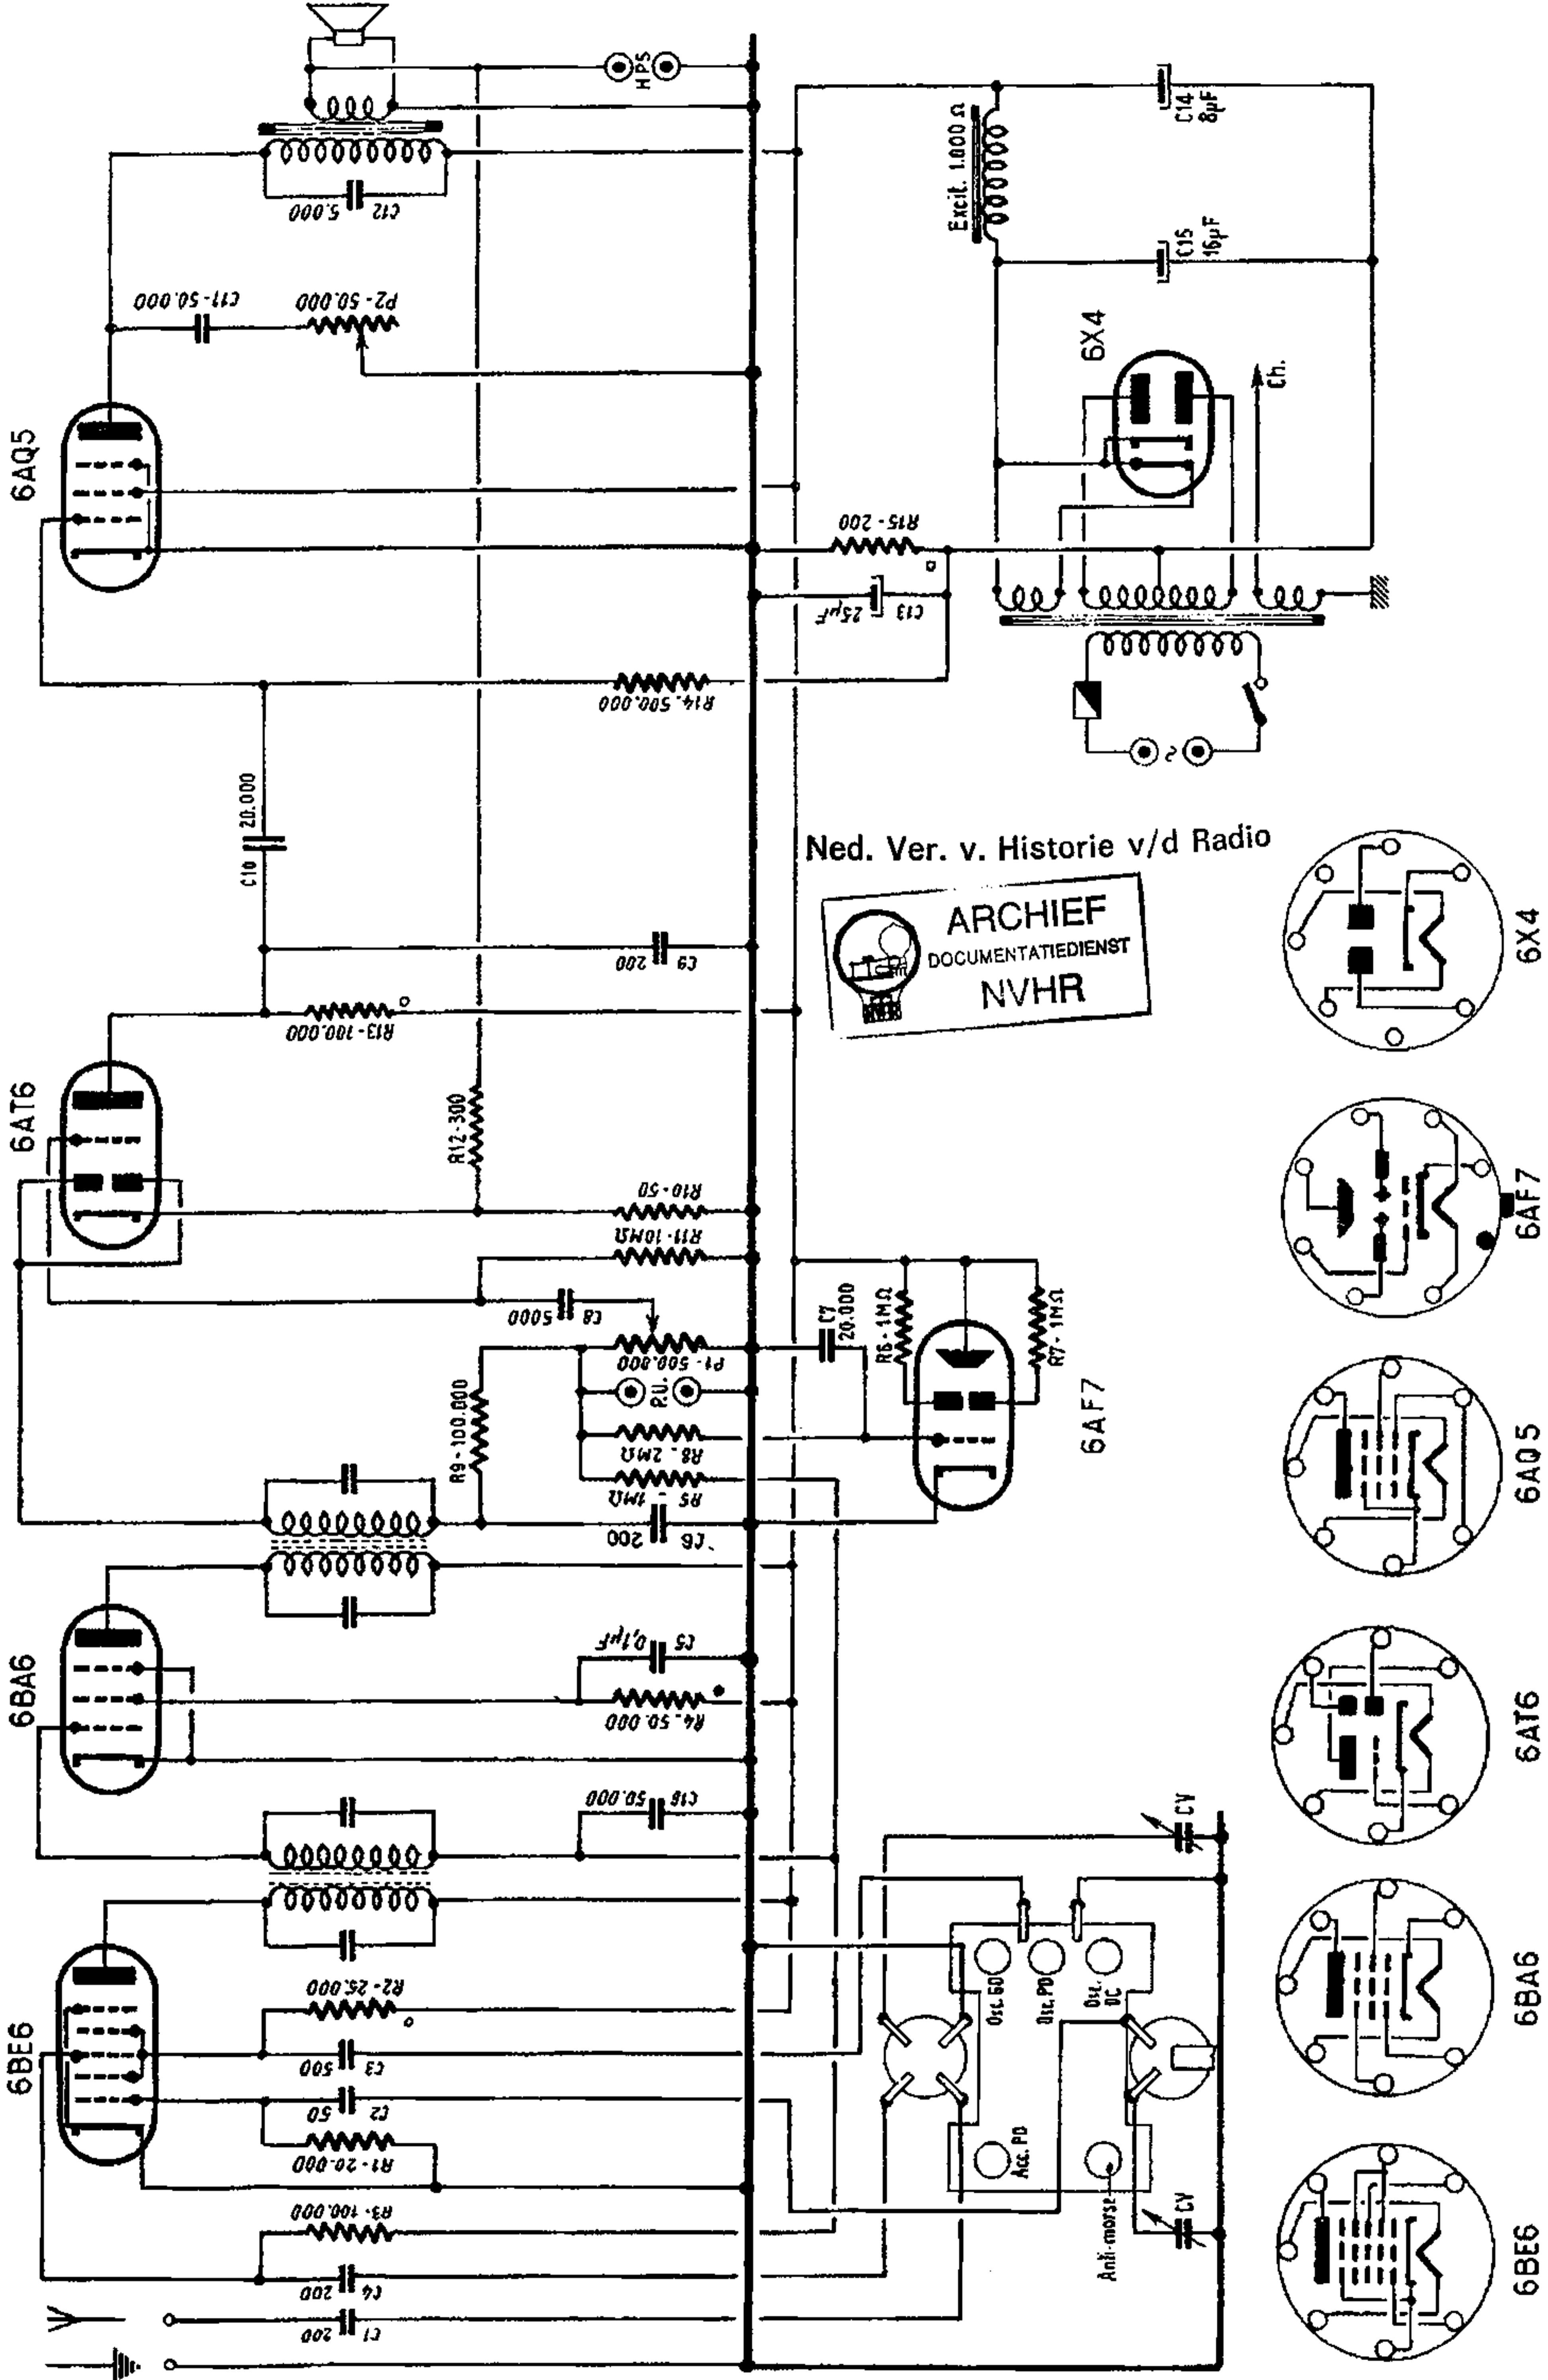 6BE6
6BA6
6AT6
6AQ5
C1
200
C4
200
R3-100.000
R1-20.000
C2
50
C3
500
R2-25.000
C16
50.000
R4.50.000
C5
0,1µF
C6
200
R5 - 1MΩ
R8.2MΩ
P.U.
P1-500.000
R9-100.000
C8
5000
R11-10MΩ
R10-50
R12-300
R13-100.000
C9
200
C10
20.000
R14.500.000
C11-50.000
P2-50.000
C12
5.000
HPS
C13
25µF
R15-200
C7
20.000
R6-1MΩ
R7-1MΩ
6AF7
Excit. 1.000 Ω
C14
8µF
C15
16µF
6X4
Ch.
Osc. GO
Osc. PO
Osc.
OC
Acc. PO
Anti-morse
CV
CV
Ned. Ver. v. Historie v/d Radio
ARCHIEF
DOCUMENTATIEDIENST
NVHR
6BE6
6BA6
6AT6
6AQ5
6AF7
6X4